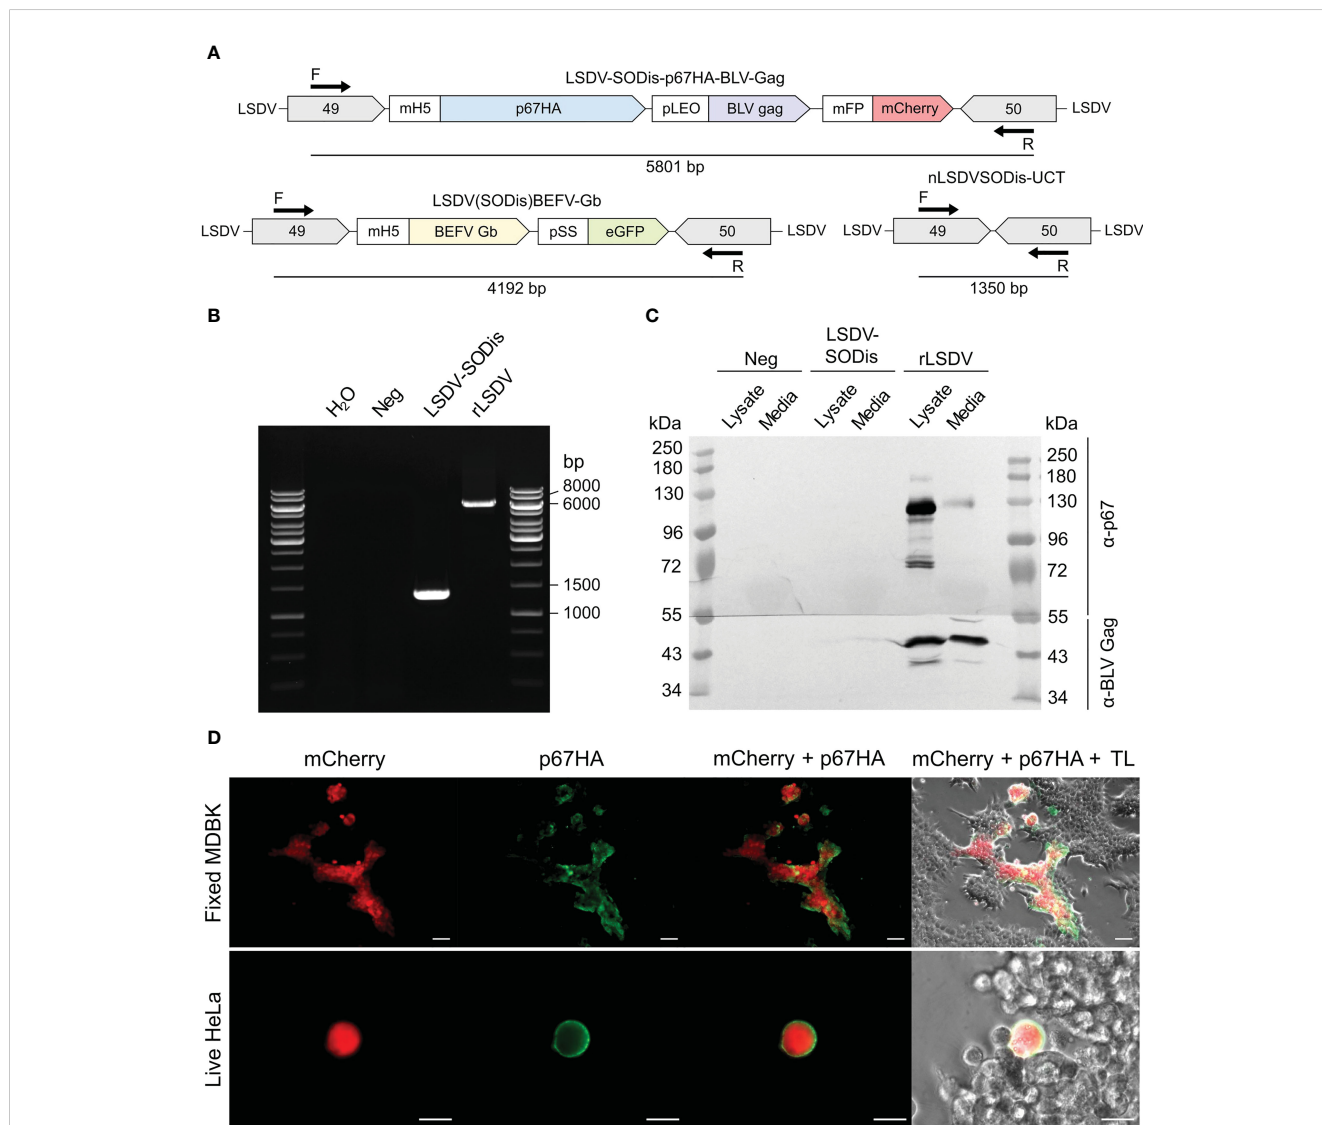 A
LSDV-SODis-p67HA-BLV-Gag
F
LSDV 49 mH5 p67HA pLEO BLV gag mFP mCherry 50 LSDV
R
5801 bp
LSDV(SODis)BEFV-Gb
F
LSDV 49 mH5 BEFV Gb pSS eGFP 50 LSDV
R
4192 bp
nLSDVSODis-UCT
F
LSDV 49 50 LSDV
R
1350 bp
B
H2O Neg LSDV-SODis rLSDV
bp
8000
6000
1500
1000
C
Neg
LSDV-
SODis
rLSDV
Lysate Media Lysate Media Lysate Media
kDa
250
180
130
96
72
55
43
34
kDa
250
180
130
96
72
55
43
34
α-p67
α-BLV Gag
D
mCherry p67HA mCherry + p67HA mCherry + p67HA + TL
Fixed MDBK
Live HeLa